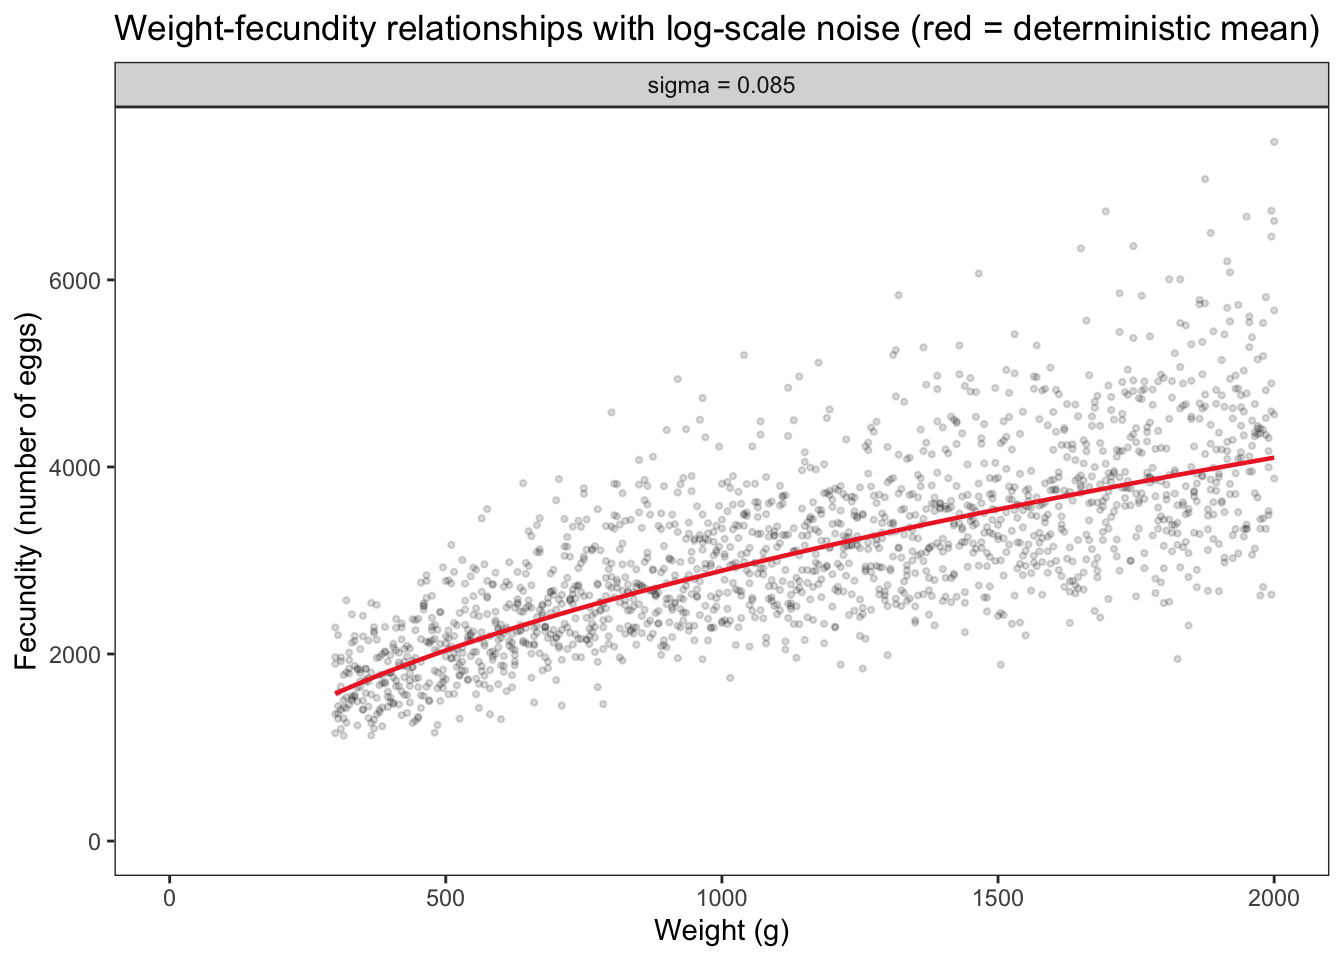 Weight-fecundity relationships with log-scale noise (red = deterministic mean)
sigma = 0.085
Fecundity (number of eggs)
6000
4000
2000
0
0 500 1000 1500 2000
Weight (g)